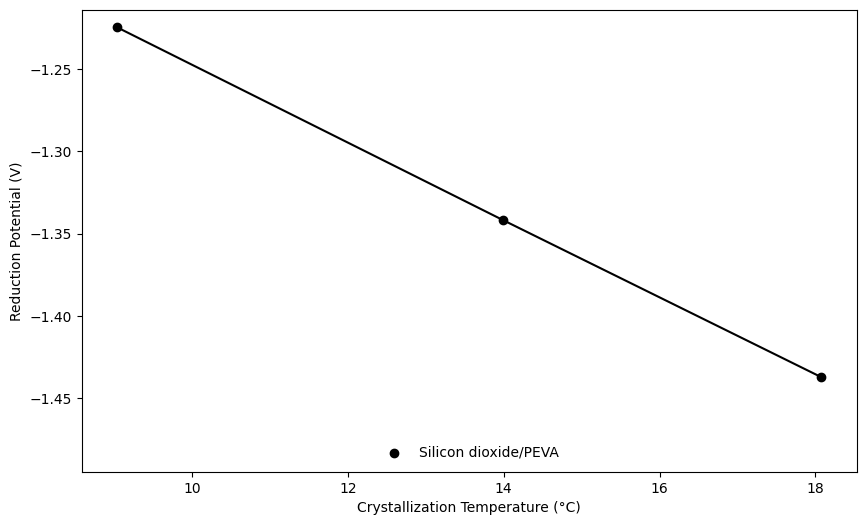 −1.25
−1.30
−1.35
−1.40
−1.45
Reduction Potential (V)
Silicon dioxide/PEVA
10 12 14 16 18
Crystallization Temperature (°C)